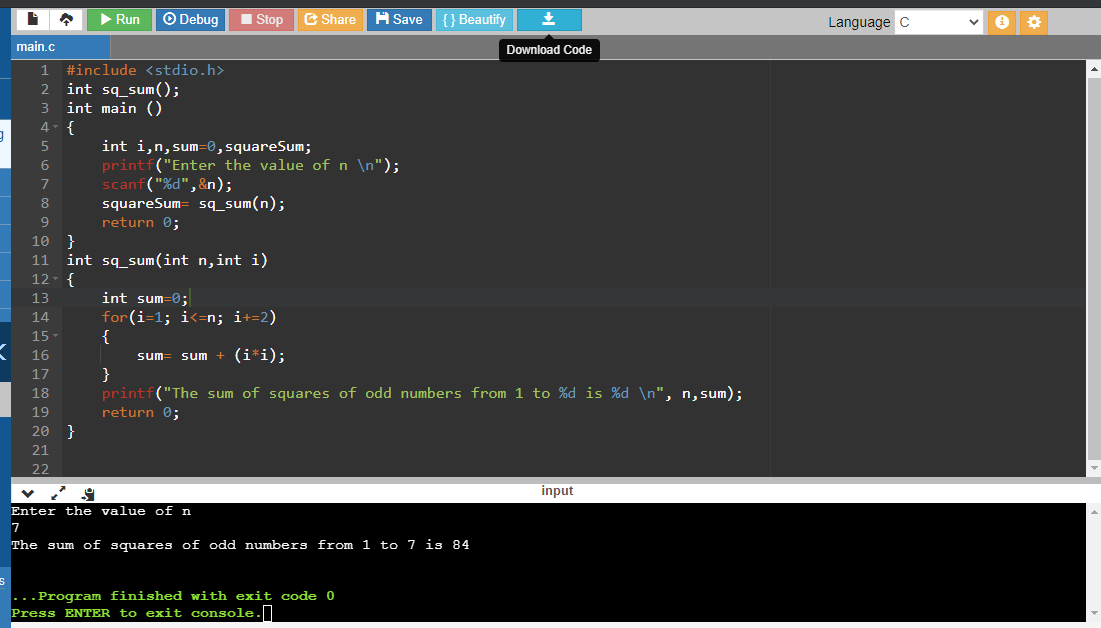 Run Debug Stop Share Save { } Beautify Language C
main.c
Download Code
1 #include <stdio.h>
2 int sq_sum();
3 int main ()
4 {
5 int i,n,sum=0,squareSum;
6 printf("Enter the value of n \n");
7 scanf("%d",&n);
8 squareSum= sq_sum(n);
9 return 0;
10 }
11 int sq_sum(int n,int i)
12 {
13 int sum=0;
14 for(i=1; i<=n; i+=2)
15 {
16 sum= sum + (i*i);
17 }
18 printf("The sum of squares of odd numbers from 1 to %d is %d \n", n,sum);
19 return 0;
20 }
21
22
input
Enter the value of n
7
The sum of squares of odd numbers from 1 to 7 is 84
...Program finished with exit code 0
Press ENTER to exit console.